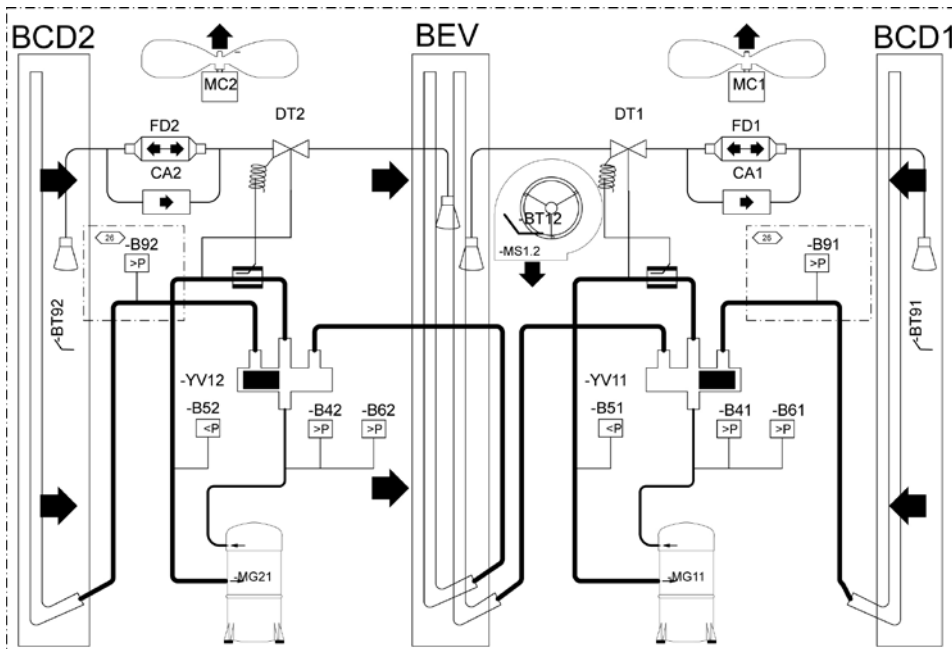 BCD2
BEV
BCD1
MC2
MC1
DT2
DT1
FD2
FD1
CA2
CA1
-BT12
-MS1.2
26
-B92
>P
26
-B91
>P
-BT92
-BT91
-YV12
-YV11
-B52
<P
-B42
>P
-B62
>P
-B51
<P
-B41
>P
-B61
>P
-MG21
-MG11